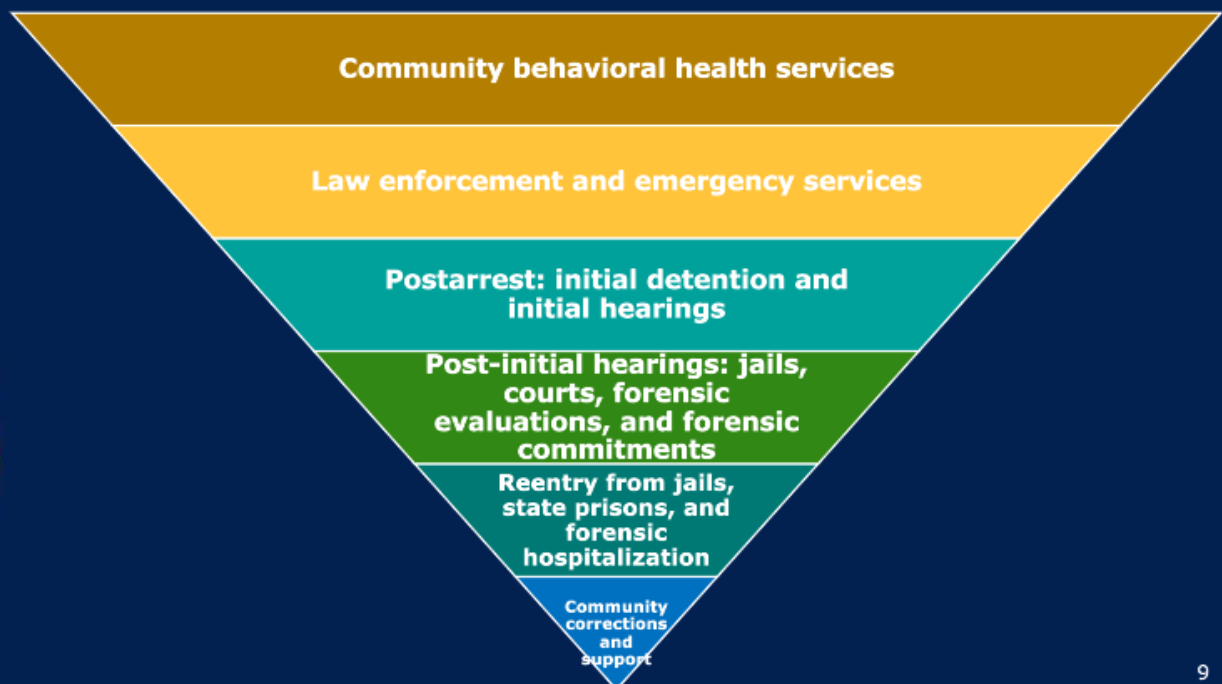 Community behavioral health services
Law enforcement and emergency services
Postarrest: initial detention and
initial hearings
Post-initial hearings: jails,
courts, forensic
evaluations, and forensic
commitments
Reentry from jails,
state prisons, and
forensic
hospitalization
Community
corrections
and
support
9